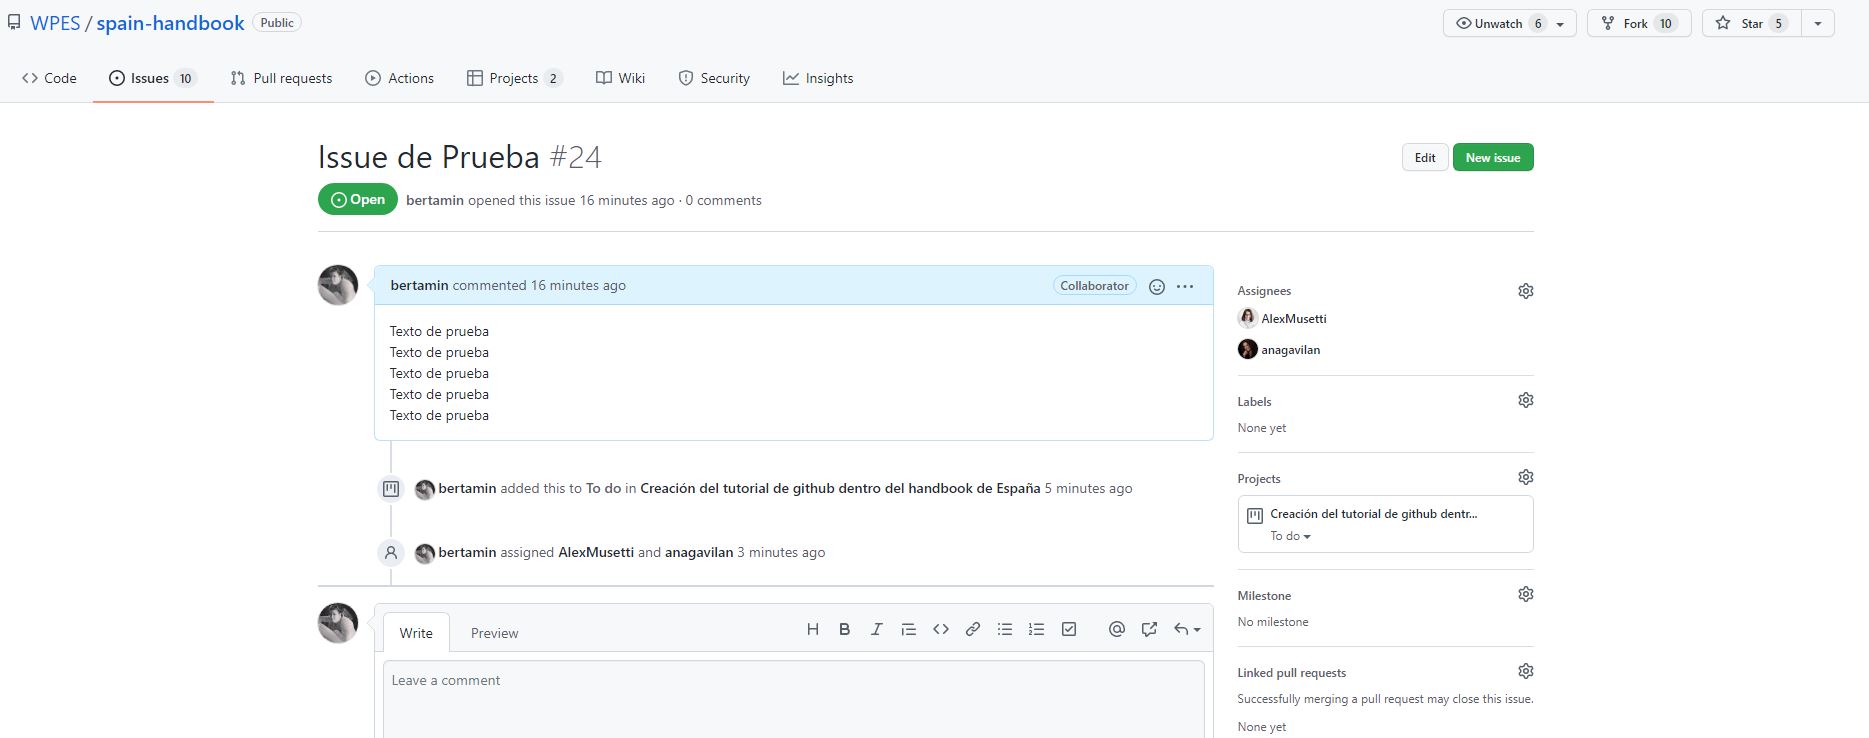 WPES / spain-handbook Public
Unwatch 6 Fork 10 Star 5
Code Issues 10 Pull requests Actions Projects 2 Wiki Security Insights
Issue de Prueba #24
Edit New issue
Open bertamin opened this issue 16 minutes ago · 0 comments
bertamin commented 16 minutes ago Collaborator
Texto de prueba
Texto de prueba
Texto de prueba
Texto de prueba
Texto de prueba
bertamin added this to To do in Creación del tutorial de github dentro del handbook de España 5 minutes ago
bertamin assigned AlexMusetti and anagavilan 3 minutes ago
Write Preview
Leave a comment
Assignees
AlexMusetti
anagavilan
Labels
None yet
Projects
Creación del tutorial de github dentr...
To do
Milestone
No milestone
Linked pull requests
Successfully merging a pull request may close this issue.
None yet